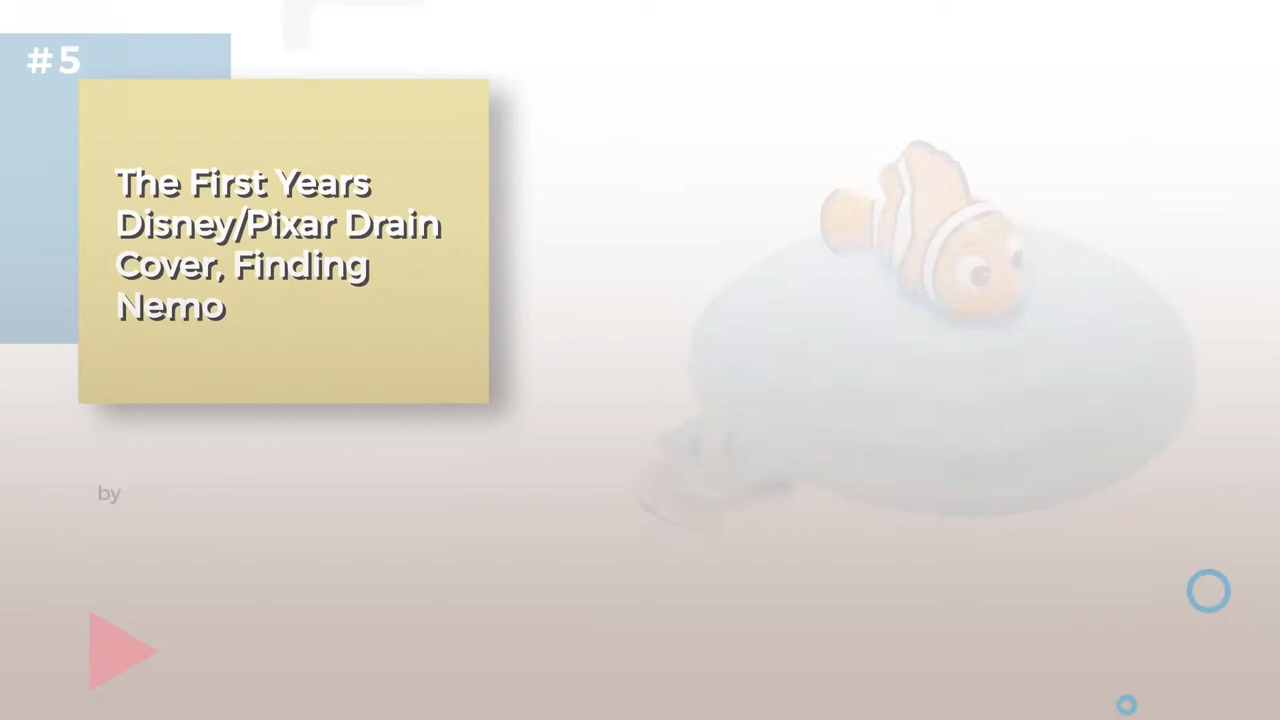 #5
The First Years
Disney/Pixar Drain
Cover, Finding
Nemo
by